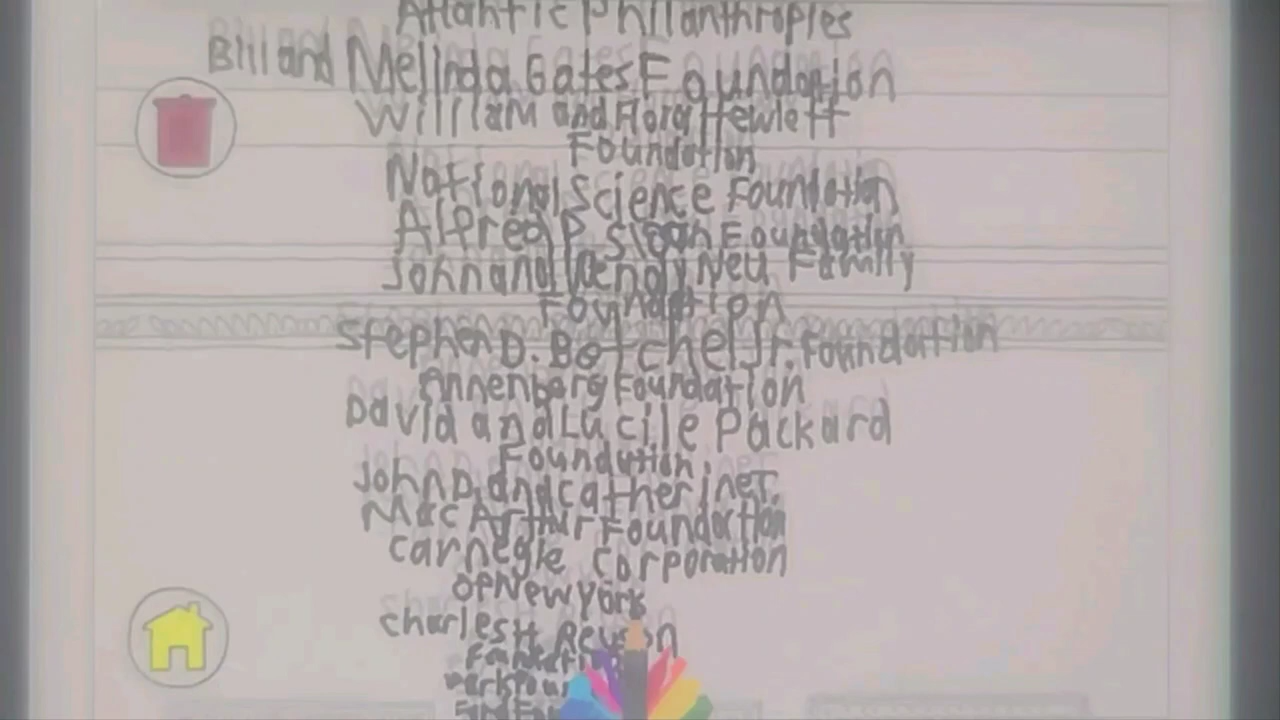 Atlantic Philanthropies
Bill and Melinda Gates Foundation
William and Flora Hewlett
Foundation
National Science Foundation
Alfred P. Sloan Foundation
John and Wendy Neu Family
Foundation
Stephen D. Botchel Jr. Foundation
Annenberg Foundation
David and Lucile Packard
Foundation
John D. and Catherine T.
MacArthur Foundation
Carnegie Corporation
of New York
Charles H Revson